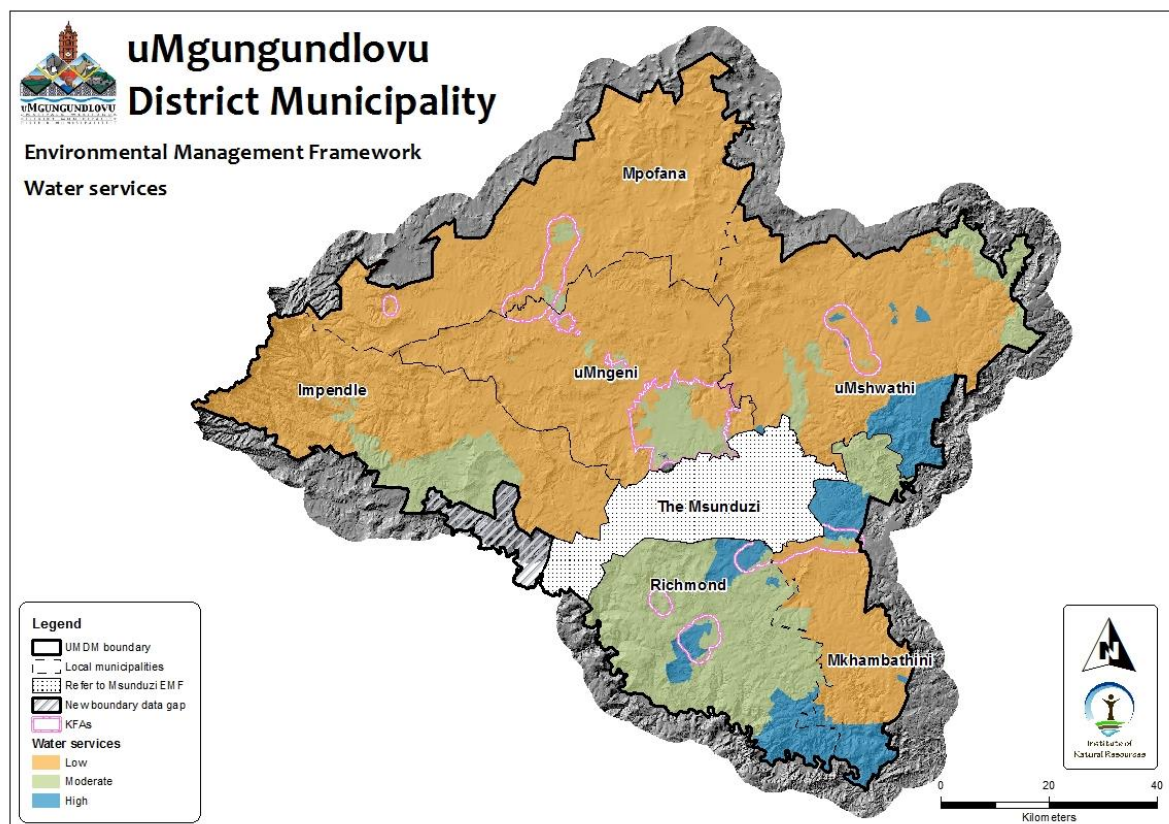 uMgungundlovu
District Municipality
uMGUNGUNDLOVU
Environmental Management Framework
Water services
Mpofana
Impendle
uMngeni
uMshwathi
The Msunduzi
Richmond
Mkhambathini
Legend
UMDM boundary
Local municipalities
Refer to Msunduzi EMF
New boundary data gap
KFAs
Water services
Low
Moderate
High
N
Institute of
Natural Resources
0 20 40
Kilometers